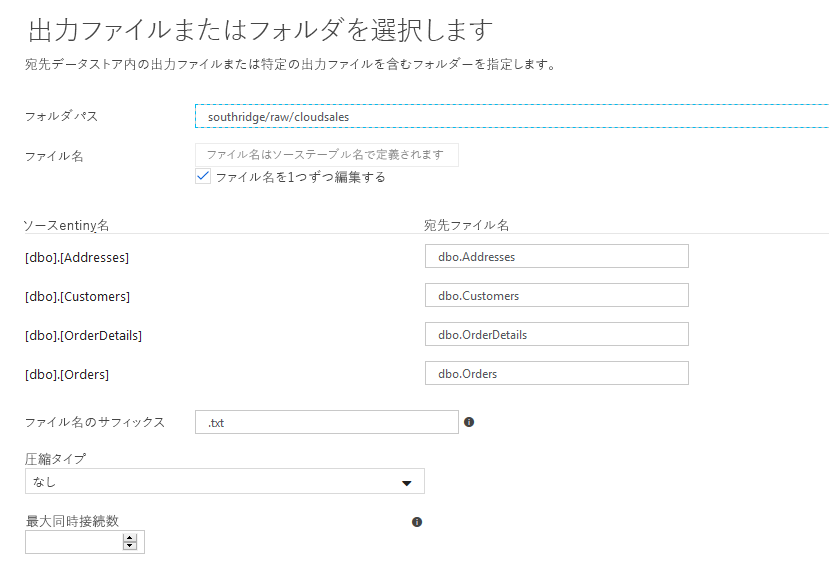 出力ファイルまたはフォルダを選択します
宛先データストア内の出力ファイルまたは特定の出力ファイルを含むフォルダーを指定します。
フォルダパス southridge/raw/cloudsales
ファイル名 ファイル名はソーステーブル名で定義されます
ファイル名を1つずつ編集する
ソースentiny名 宛先ファイル名
[dbo].[Addresses] dbo.Addresses
[dbo].[Customers] dbo.Customers
[dbo].[OrderDetails] dbo.OrderDetails
[dbo].[Orders] dbo.Orders
ファイル名のサフィックス .txt
圧縮タイプ
なし
最大同時接続数